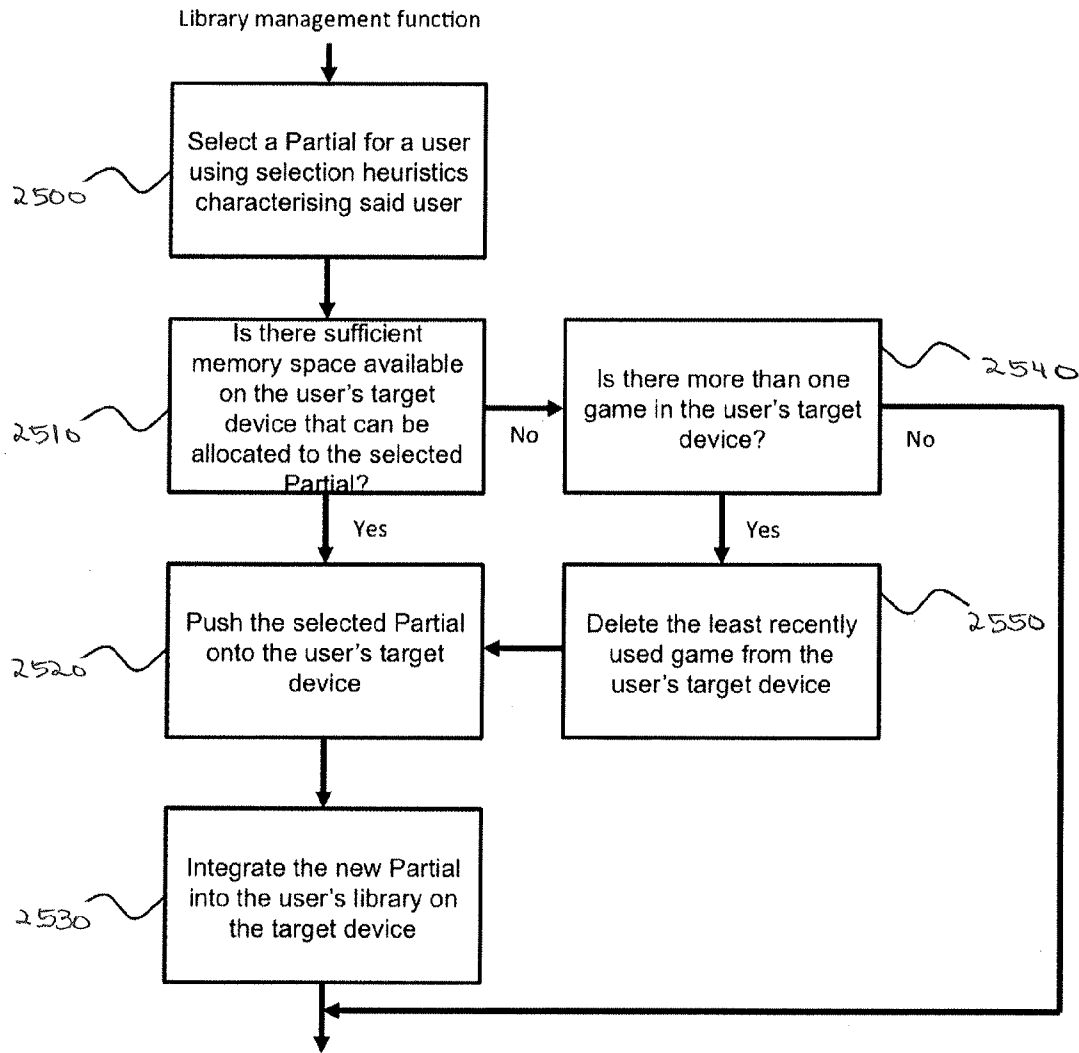 Library management function
Select a Partial for a user
using selection heuristics
characterising said user
2500
Is there sufficient
memory space available
on the user's target
device that can be
allocated to the selected
Partial?
2510
No
Is there more than one
game in the user's target
device?
2540
No
Yes
Yes
Push the selected Partial
onto the user's target
device
2520
Delete the least recently
used game from the
user's target device
2550
Integrate the new Partial
into the user's library on
the target device
2530